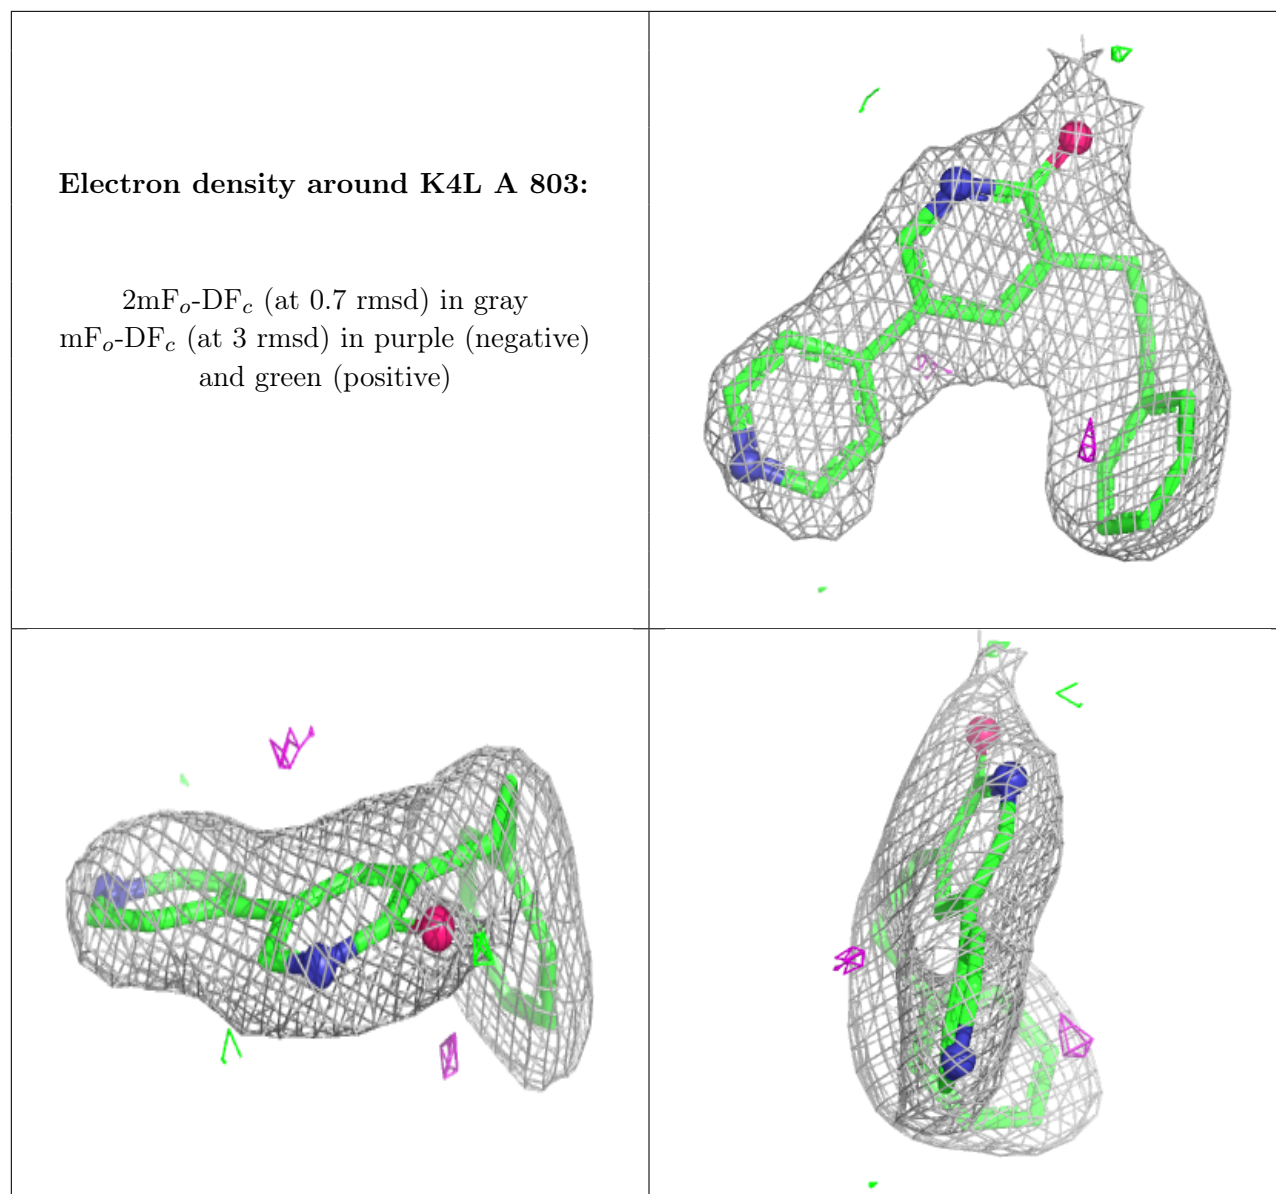 Electron density around K4L A 803:
2mFo-DFc (at 0.7 rmsd) in gray
mFo-DFc (at 3 rmsd) in purple (negative)
and green (positive)